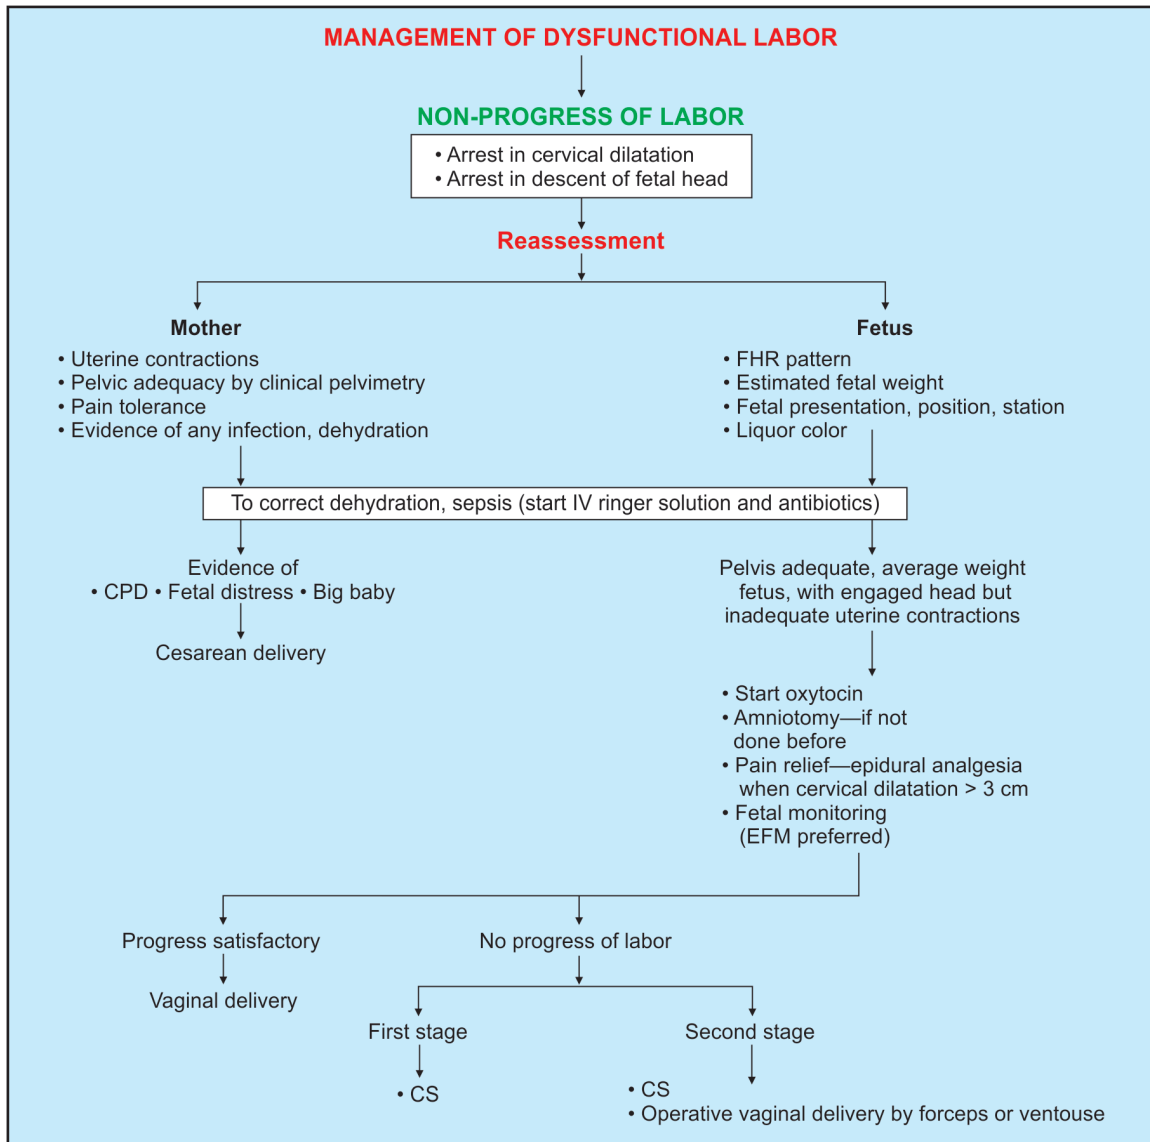 MANAGEMENT OF DYSFUNCTIONAL LABOR
NON-PROGRESS OF LABOR
• Arrest in cervical dilatation
• Arrest in descent of fetal head
Reassessment
Mother
• Uterine contractions
• Pelvic adequacy by clinical pelvimetry
• Pain tolerance
• Evidence of any infection, dehydration
Fetus
• FHR pattern
• Estimated fetal weight
• Fetal presentation, position, station
• Liquor color
To correct dehydration, sepsis (start IV ringer solution and antibiotics)
Evidence of
• CPD • Fetal distress • Big baby
Cesarean delivery
Pelvis adequate, average weight
fetus, with engaged head but
inadequate uterine contractions
• Start oxytocin
• Amniotomy—if not
done before
• Pain relief—epidural analgesia
when cervical dilatation > 3 cm
• Fetal monitoring
(EFM preferred)
Progress satisfactory
Vaginal delivery
No progress of labor
First stage
• CS
Second stage
• CS
• Operative vaginal delivery by forceps or ventouse